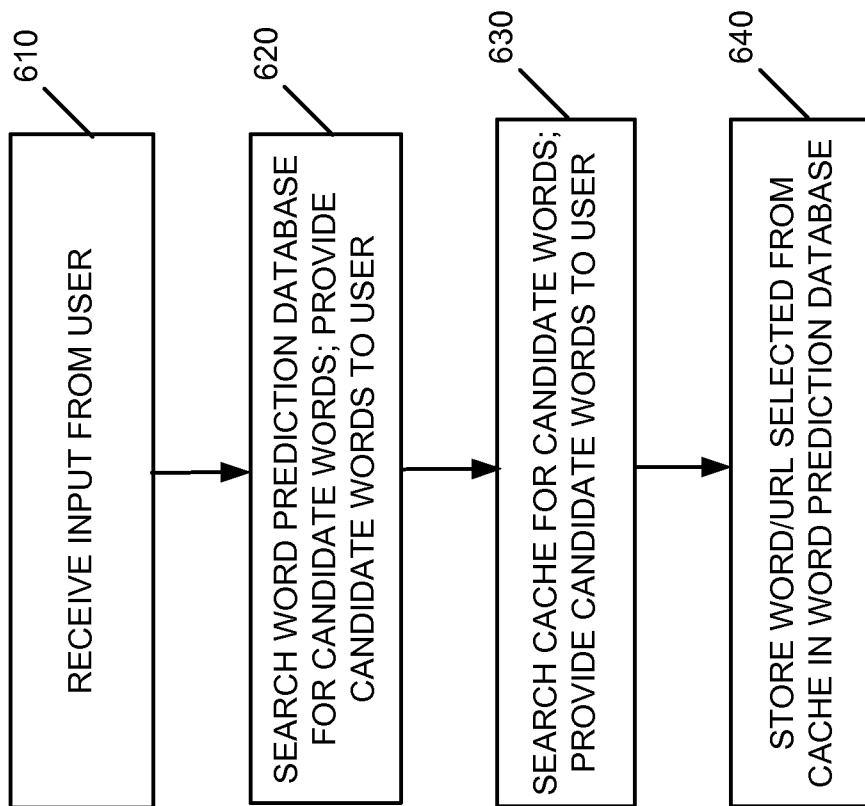 610
RECEIVE INPUT FROM USER
620
SEARCH WORD PREDICTION DATABASE
FOR CANDIDATE WORDS; PROVIDE
CANDIDATE WORDS TO USER
630
SEARCH CACHE FOR CANDIDATE WORDS;
PROVIDE CANDIDATE WORDS TO USER
640
STORE WORD/URL SELECTED FROM
CACHE IN WORD PREDICTION DATABASE